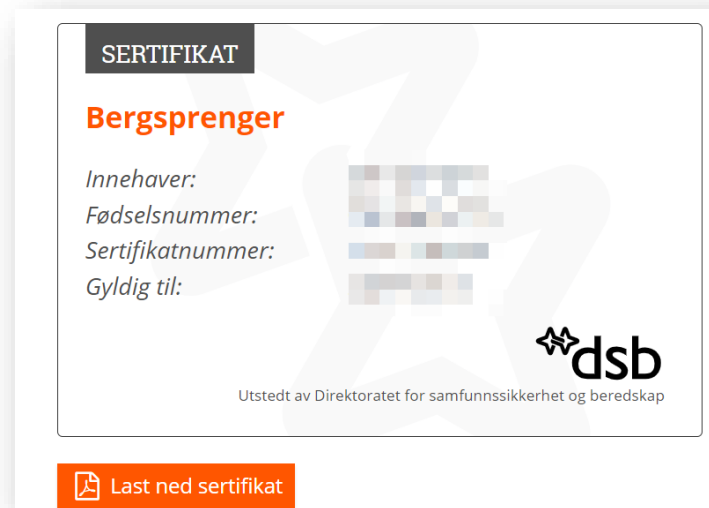 SERTIFIKAT
Bergsprenger
Innehaver:
Fødselsnummer:
Sertifikatnummer:
Gyldig til:
dsb
Utstedt av Direktoratet for samfunnssikkerhet og beredskap
Last ned sertifikat